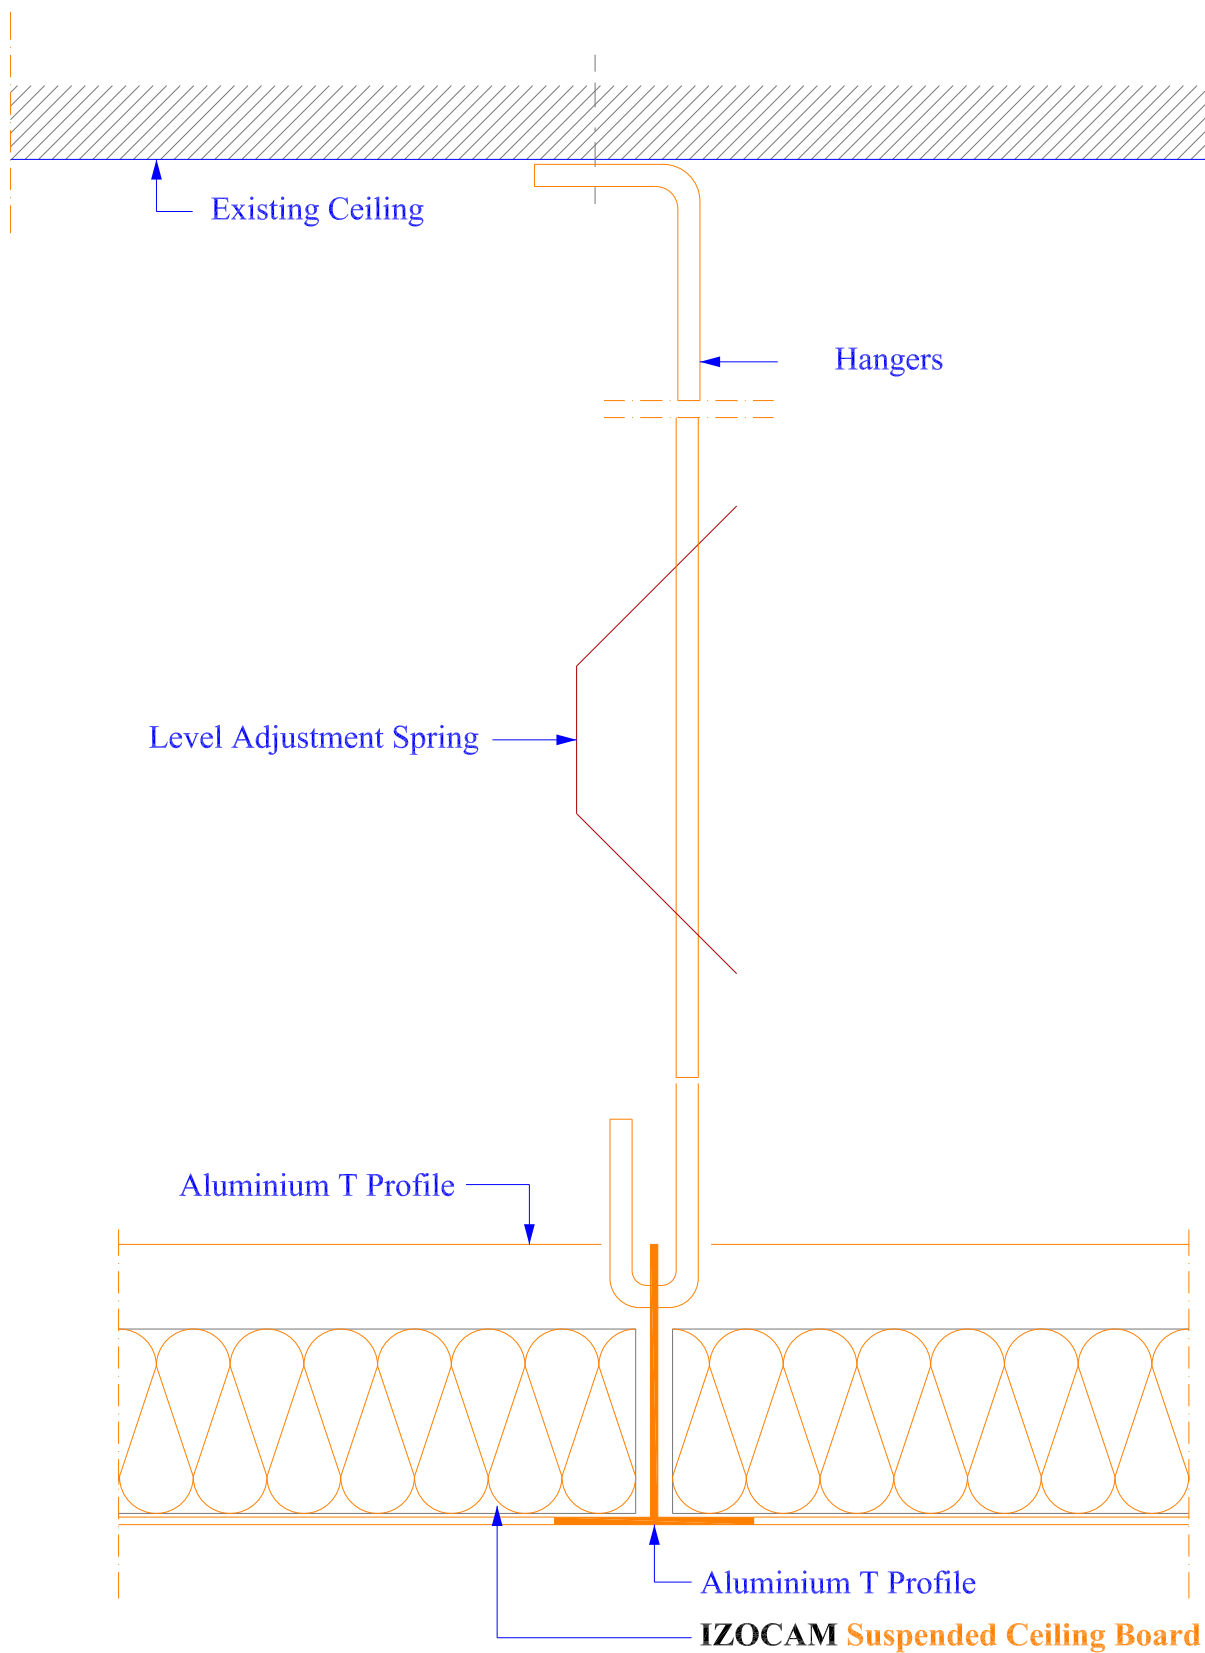 Existing Ceiling
Hangers
Level Adjustment Spring
Aluminium T Profile
Aluminium T Profile
IZOCAM Suspended Ceiling Board